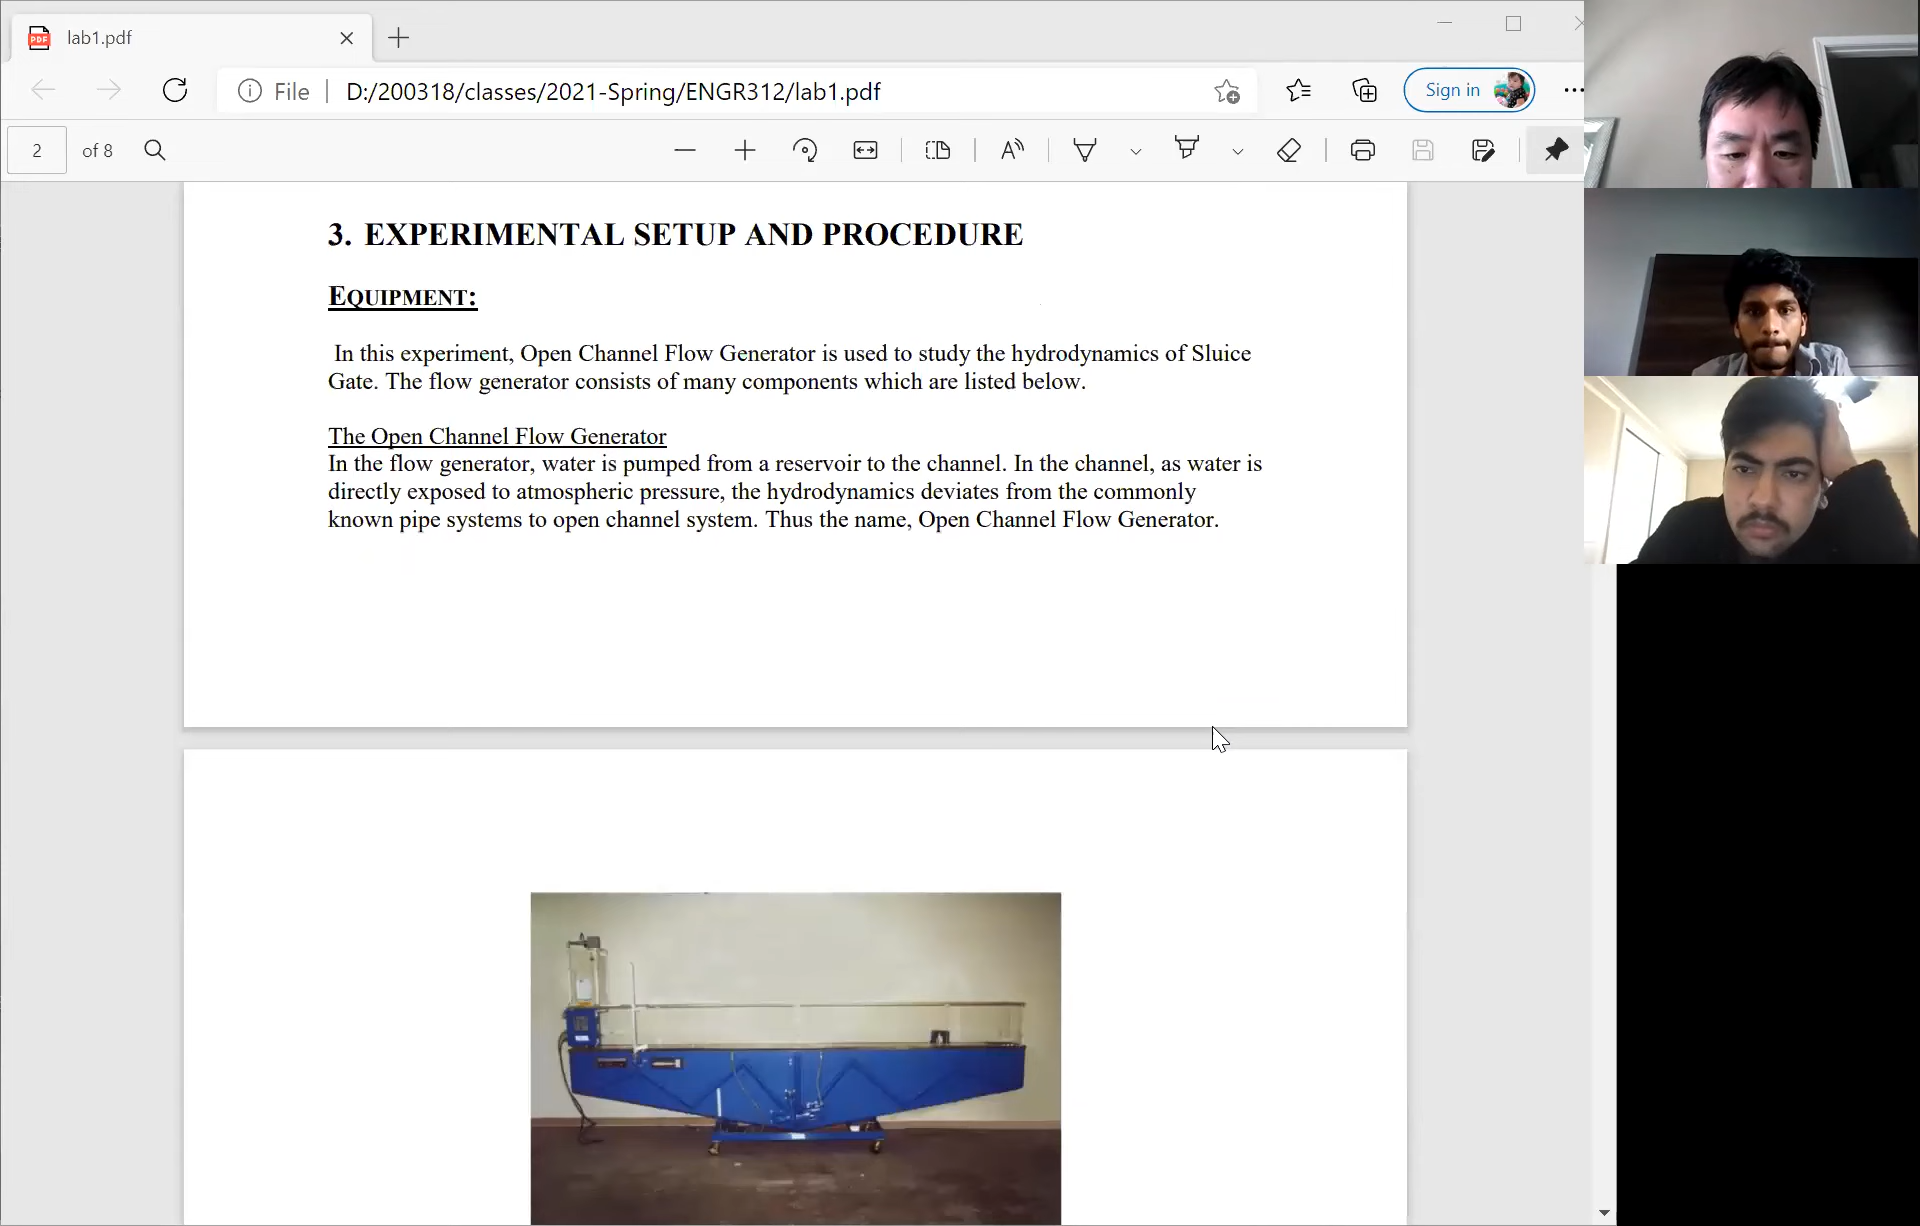 lab1.pdf
File
D:/200318/classes/2021-Spring/ENGR312/lab1.pdf
Sign in
2
of 8
3. EXPERIMENTAL SETUP AND PROCEDURE
EQUIPMENT:
In this experiment, Open Channel Flow Generator is used to study the hydrodynamics of Sluice
Gate. The flow generator consists of many components which are listed below.
The Open Channel Flow Generator
In the flow generator, water is pumped from a reservoir to the channel. In the channel, as water is
directly exposed to atmospheric pressure, the hydrodynamics deviates from the commonly
known pipe systems to open channel system. Thus the name, Open Channel Flow Generator.